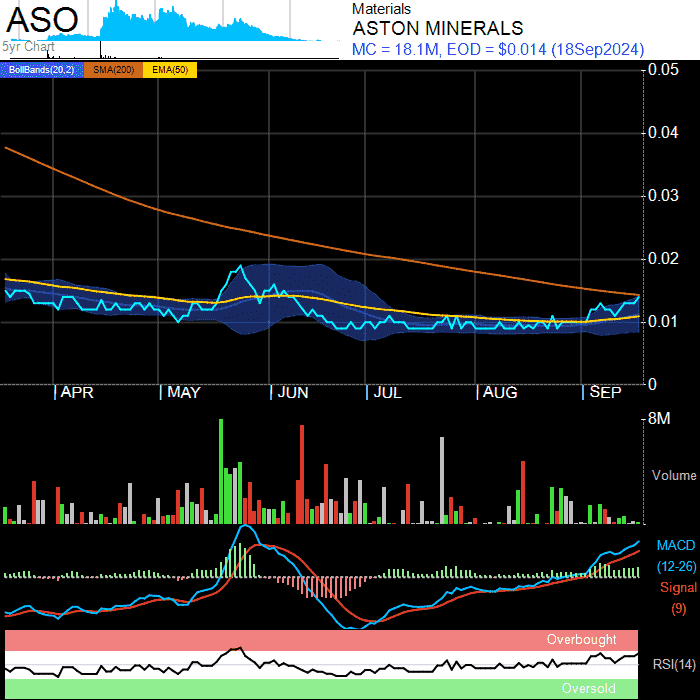 ASO
5yr Chart
Materials
ASTON MINERALS
MC = 18.1M, EOD = $0.014 (18Sep2024)
BollBands(20,2) SMA(200) EMA(50)
0.05
0.04
0.03
0.02
0.01
0
APR MAY JUN JUL AUG SEP
8M
Volume
MACD
(12-26)
Signal
(9)
Overbought
RSI(14)
Oversold